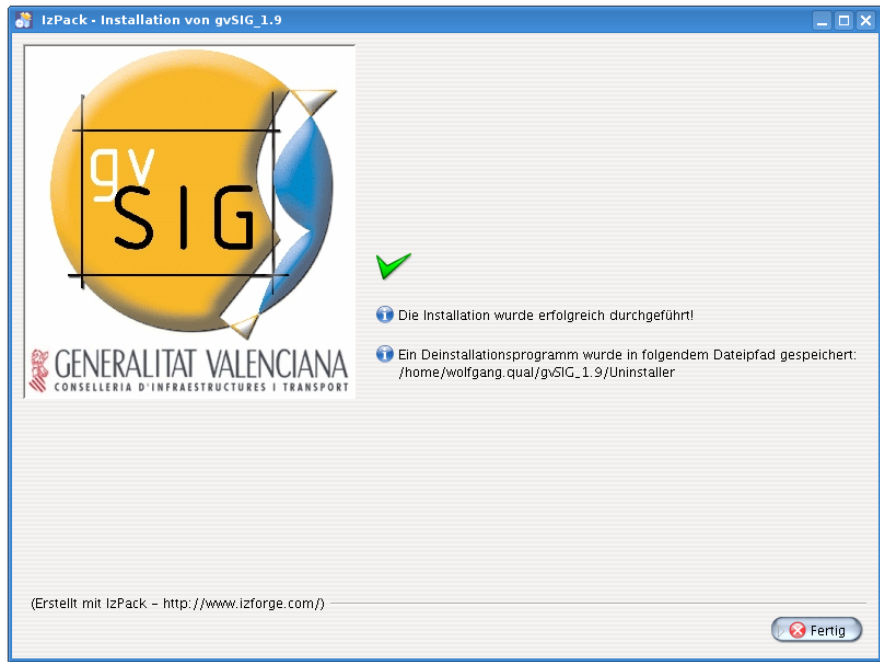 IzPack - Installation von gvSIG_1.9
gv
SIG
GENERALITAT VALENCIANA
CONSELLERIA D'INFRAESTRUCTURES I TRANSPORT
Die Installation wurde erfolgreich durchgeführt!
Ein Deinstallationsprogramm wurde in folgendem Dateipfad gespeichert:
/home/wolfgang.qual/gvSIG_1.9/Uninstaller
(Erstellt mit IzPack – http://www.izforge.com/)
Fertig